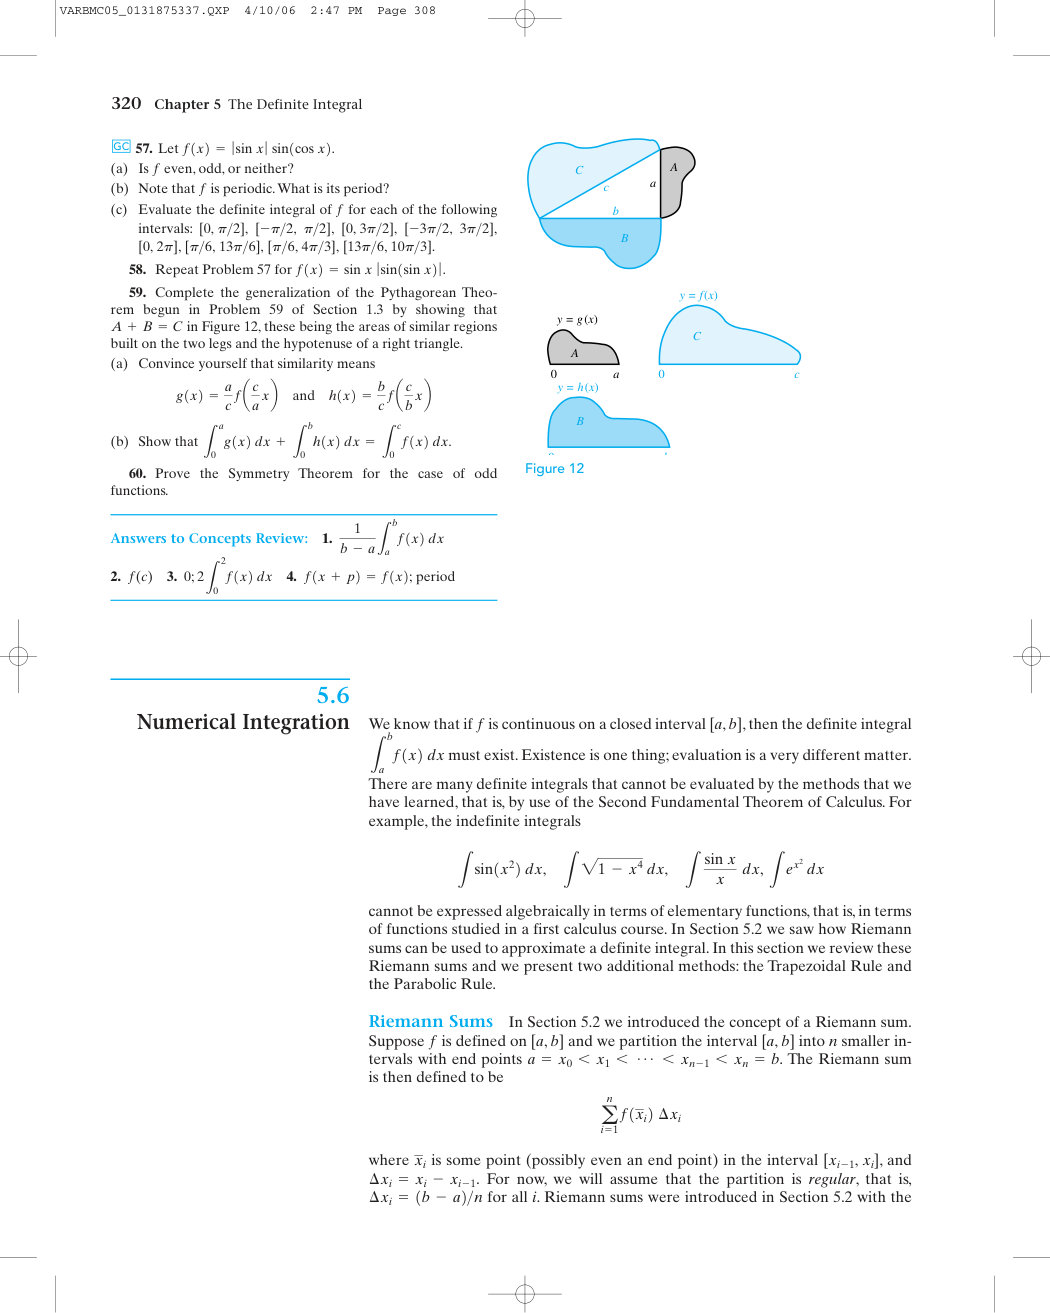 VARBMC05_0131875337.QXP 4/10/06 2:47 PM Page 308
320 Chapter 5 The Definite Integral
GC 57. Let f(x) = |sin x| sin(cos x).
(a) Is f even, odd, or neither?
(b) Note that f is periodic. What is its period?
(c) Evaluate the definite integral of f for each of the following
intervals: [0, π/2], [−π/2, π/2], [0, 3π/2], [−3π/2, 3π/2],
[0, 2π], [π/6, 13π/6], [π/6, 4π/3], [13π/6, 10π/3].
58. Repeat Problem 57 for f(x) = sin x |sin(sin x)|.
59. Complete the generalization of the Pythagorean Theo-
rem begun in Problem 59 of Section 1.3 by showing that
A + B = C in Figure 12, these being the areas of similar regions
built on the two legs and the hypotenuse of a right triangle.
(a) Convince yourself that similarity means
g(x) = a/c f(c/a x) and h(x) = b/c f(c/b x)
(b) Show that ∫₀ᵃ g(x) dx + ∫₀ᵇ h(x) dx = ∫₀ᶜ f(x) dx.
60. Prove the Symmetry Theorem for the case of odd
functions.
Answers to Concepts Review: 1. 1/(b − a) ∫ₐᵇ f(x) dx
2. f(c) 3. 0; 2 ∫₀² f(x) dx 4. f(x + p) = f(x); period
C
A
c
a
b
B
y = f(x)
y = g(x)
C
A
0 a 0 c
y = h(x)
B
Figure 12
5.6
Numerical Integration
We know that if f is continuous on a closed interval [a, b], then the definite integral
∫ₐᵇ f(x) dx must exist. Existence is one thing; evaluation is a very different matter.
There are many definite integrals that cannot be evaluated by the methods that we
have learned, that is, by use of the Second Fundamental Theorem of Calculus. For
example, the indefinite integrals
∫ sin(x²) dx, ∫ √(1 − x⁴) dx, ∫ sin x/x dx, ∫ e^(x²) dx
cannot be expressed algebraically in terms of elementary functions, that is, in terms
of functions studied in a first calculus course. In Section 5.2 we saw how Riemann
sums can be used to approximate a definite integral. In this section we review these
Riemann sums and we present two additional methods: the Trapezoidal Rule and
the Parabolic Rule.
Riemann Sums In Section 5.2 we introduced the concept of a Riemann sum.
Suppose f is defined on [a, b] and we partition the interval [a, b] into n smaller in-
tervals with end points a = x₀ < x₁ < ⋯ < xₙ₋₁ < xₙ = b. The Riemann sum
is then defined to be
∑ᵢ₌₁ⁿ f(x̄ᵢ) Δxᵢ
where x̄ᵢ is some point (possibly even an end point) in the interval [xᵢ₋₁, xᵢ], and
Δxᵢ = xᵢ − xᵢ₋₁. For now, we will assume that the partition is regular, that is,
Δxᵢ = (b − a)/n for all i. Riemann sums were introduced in Section 5.2 with the